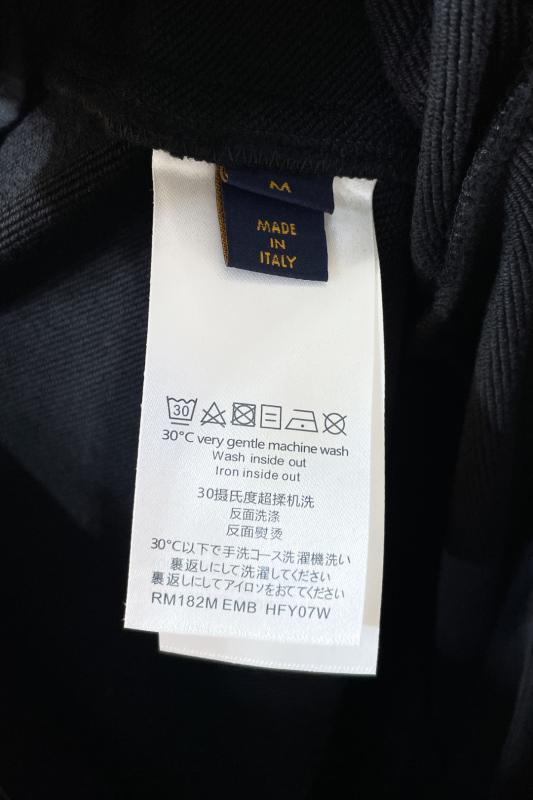 M
MADE
IN
ITALY
30
30°C very gentle machine wash
Wash inside out
Iron inside out
30摄氏度超揉机洗
反面洗涤
反面熨烫
30℃以下で手洗コース洗濯機洗い
裏返しにして洗濯してください
裏返しにしてアイロンをおててください
RM182M EMB HFY07W